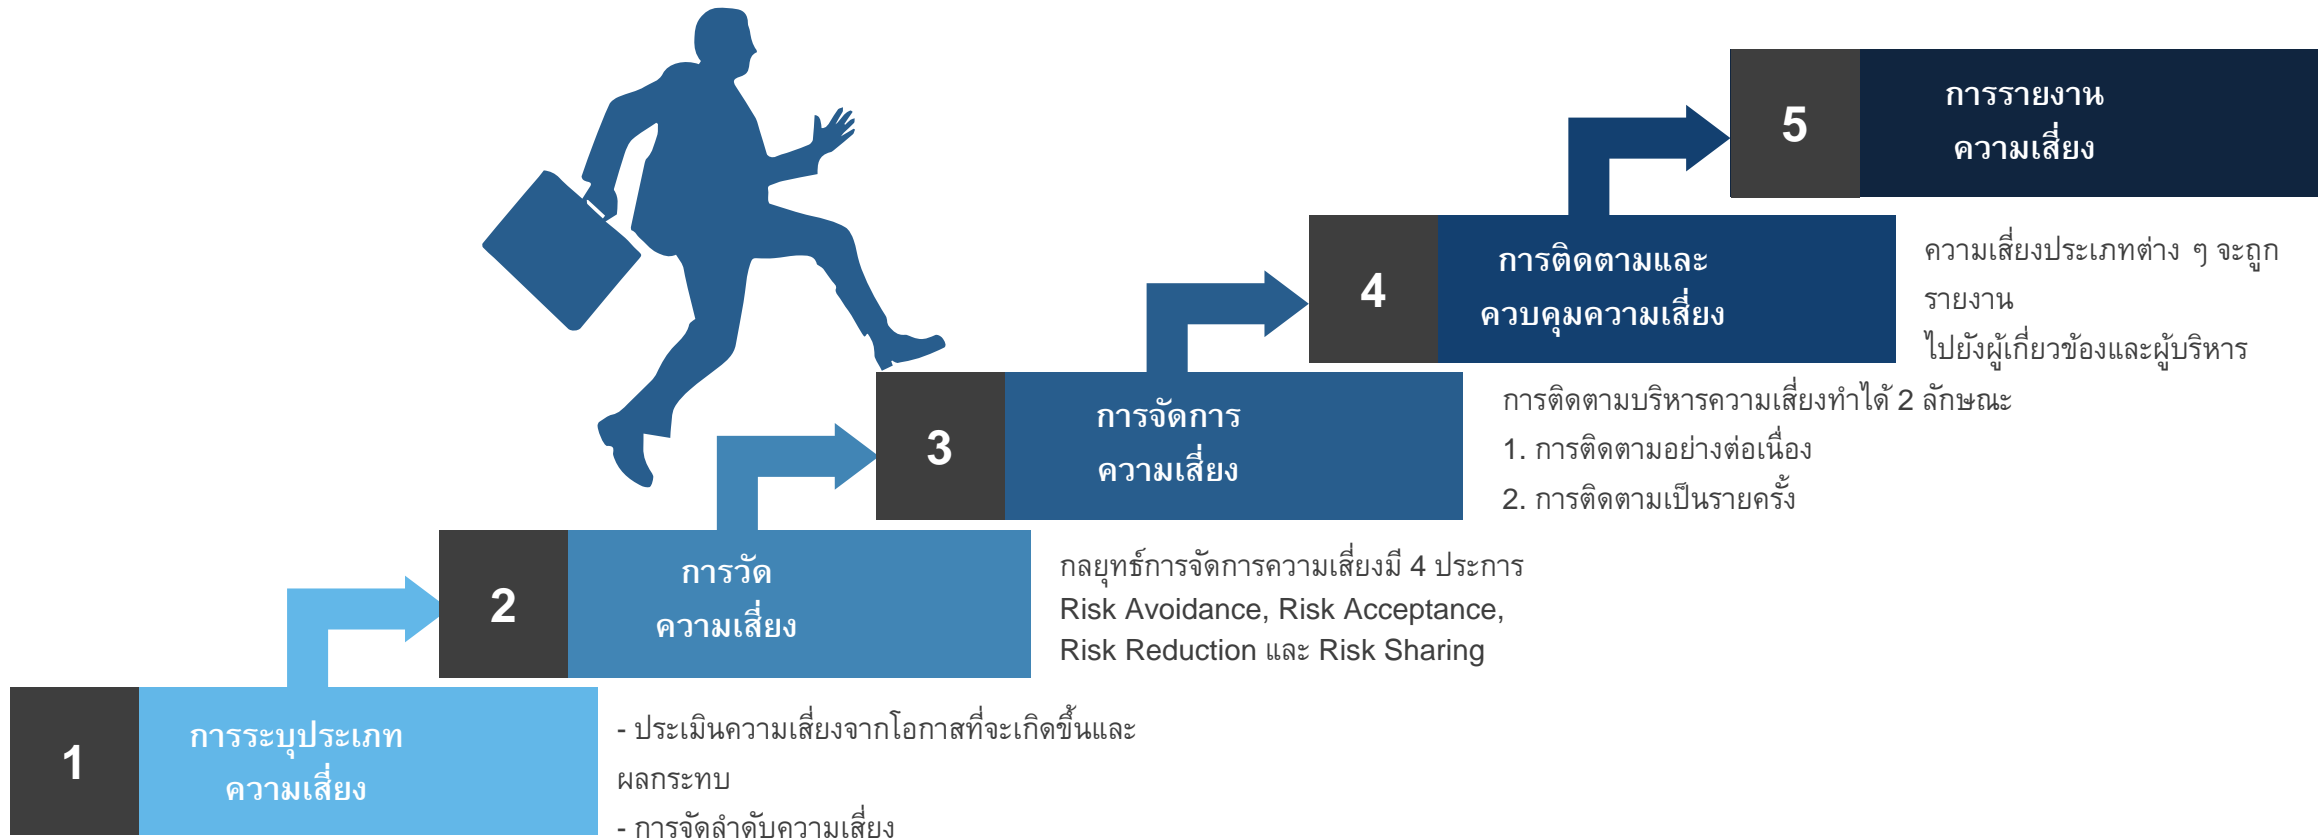 1
การระบุประเภท
ความเสี่ยง
2
การวัด
ความเสี่ยง
- ประเมินความเสี่ยงจากโอกาสที่จะเกิดขึ้นและ
ผลกระทบ
- การจัดลำดับความเสี่ยง
3
การจัดการ
ความเสี่ยง
กลยุทธ์การจัดการความเสี่ยงมี 4 ประการ
Risk Avoidance, Risk Acceptance,
Risk Reduction และ Risk Sharing
4
การติดตามและ
ควบคุมความเสี่ยง
การติดตามบริหารความเสี่ยงทำได้ 2 ลักษณะ
1. การติดตามอย่างต่อเนื่อง
2. การติดตามเป็นรายครั้ง
5
การรายงาน
ความเสี่ยง
ความเสี่ยงประเภทต่าง ๆ จะถูก
รายงาน
ไปยังผู้เกี่ยวข้องและผู้บริหาร